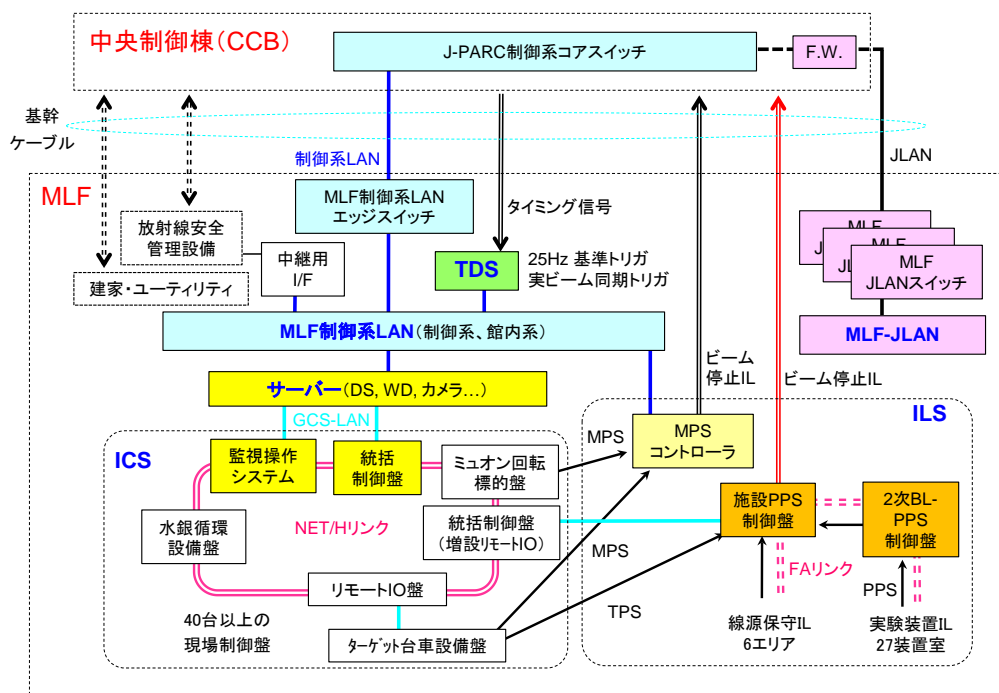 中央制御棟(CCB)
J-PARC制御系コアスイッチ
F.W.
基幹
ケーブル
制御系LAN
JLAN
MLF
MLF制御系LAN
エッジスイッチ
タイミング信号
放射線安全
管理設備
中継用
I/F
建家・ユーティリティ
TDS
25Hz 基準トリガ
実ビーム同期トリガ
MLF
J
MLF
JL
MLF
JLANスイッチ
MLF制御系LAN(制御系、館内系)
MLF-JLAN
ビーム
停止IL
ビーム停止IL
サーバー(DS, WD, カメラ…)
GCS-LAN
ILS
ICS
監視操作
システム
統括
制御盤
ミュオン回転
標的盤
MPS
MPS
コントローラ
水銀循環
設備盤
NET/Hリンク
統括制御盤
(増設リモートIO)
MPS
施設PPS
制御盤
2次BL-
PPS
制御盤
FAリンク
リモートIO盤
PPS
40台以上の
現場制御盤
ターゲット台車設備盤
TPS
線源保守IL
6エリア
実験装置IL
27装置室